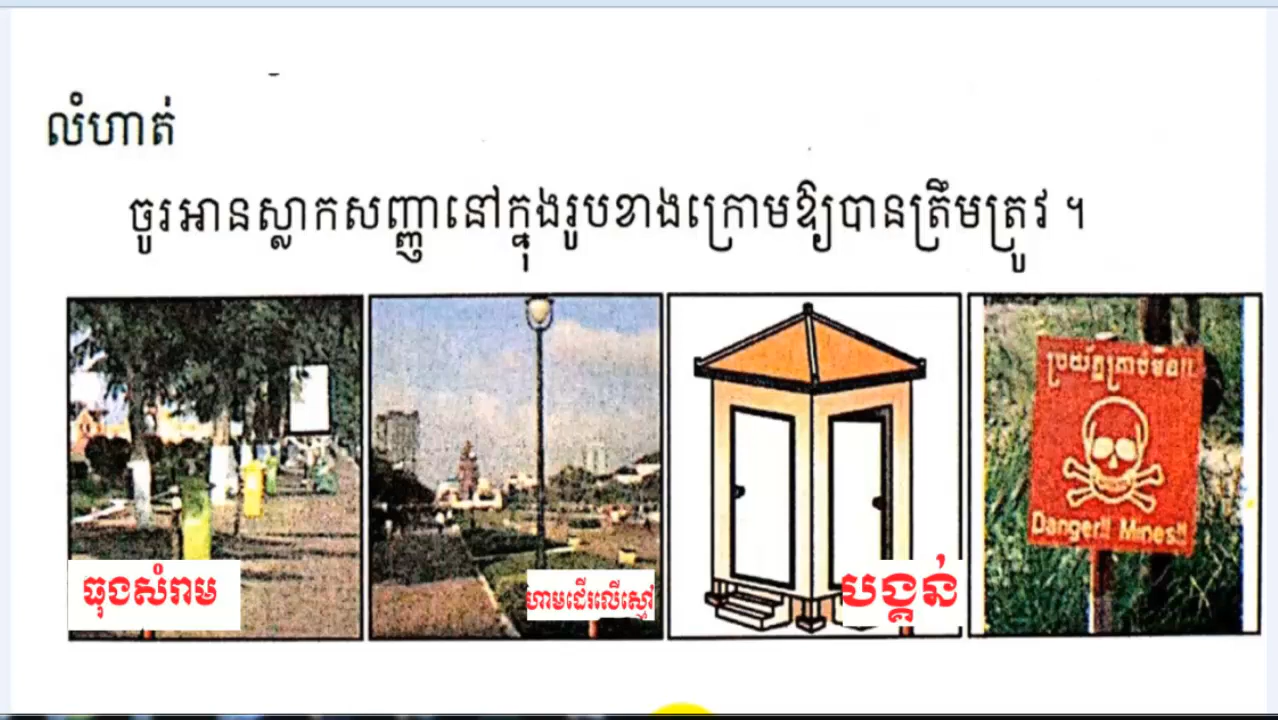 លំហាត់
ចូរអានស្លាកសញ្ញានៅក្នុងរូបខាងក្រោមឱ្យបានត្រឹមត្រូវ ។
ធុងសំរាម
ហាមដើរលើស្មៅ
បង្គន់
ប្រយ័ត្នគ្រាប់មីន!!
Danger!! Mines!!